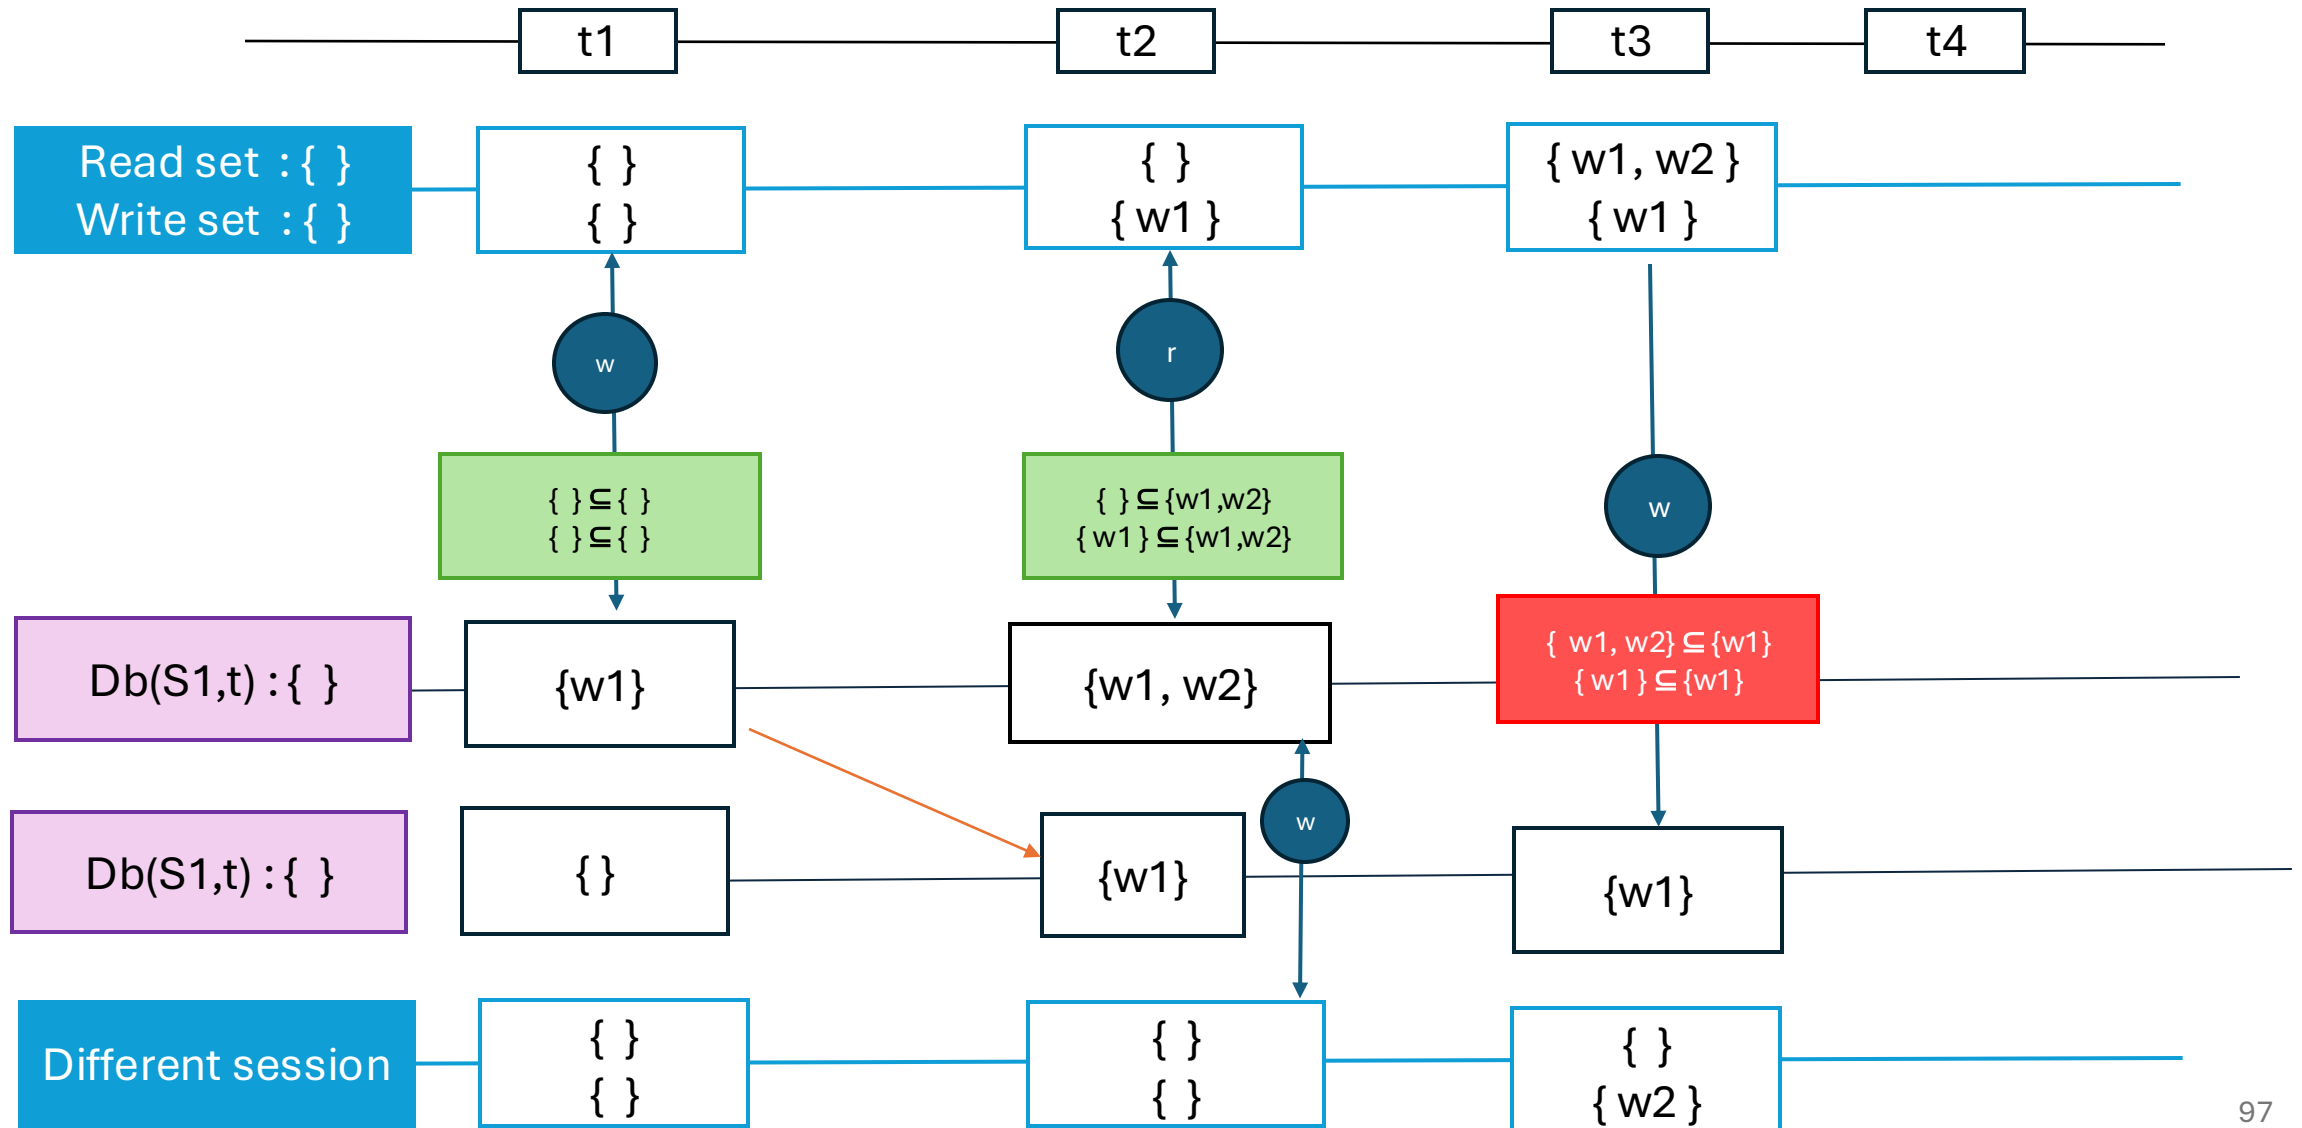 t1
t2
t3
t4
Read set : { }
Write set : { }
{ }
{ }
{ }
{ w1 }
{ w1, w2 }
{ w1 }
w
r
w
{ } ⊆ { }
{ } ⊆ { }
{ } ⊆ {w1,w2}
{ w1 } ⊆ {w1,w2}
{ w1, w2} ⊆ {w1}
{ w1 } ⊆ {w1}
Db(S1,t) : { }
{w1}
{w1, w2}
w
Db(S1,t) : { }
{ }
{w1}
{w1}
Different session
{ }
{ }
{ }
{ }
{ }
{ w2 }
97